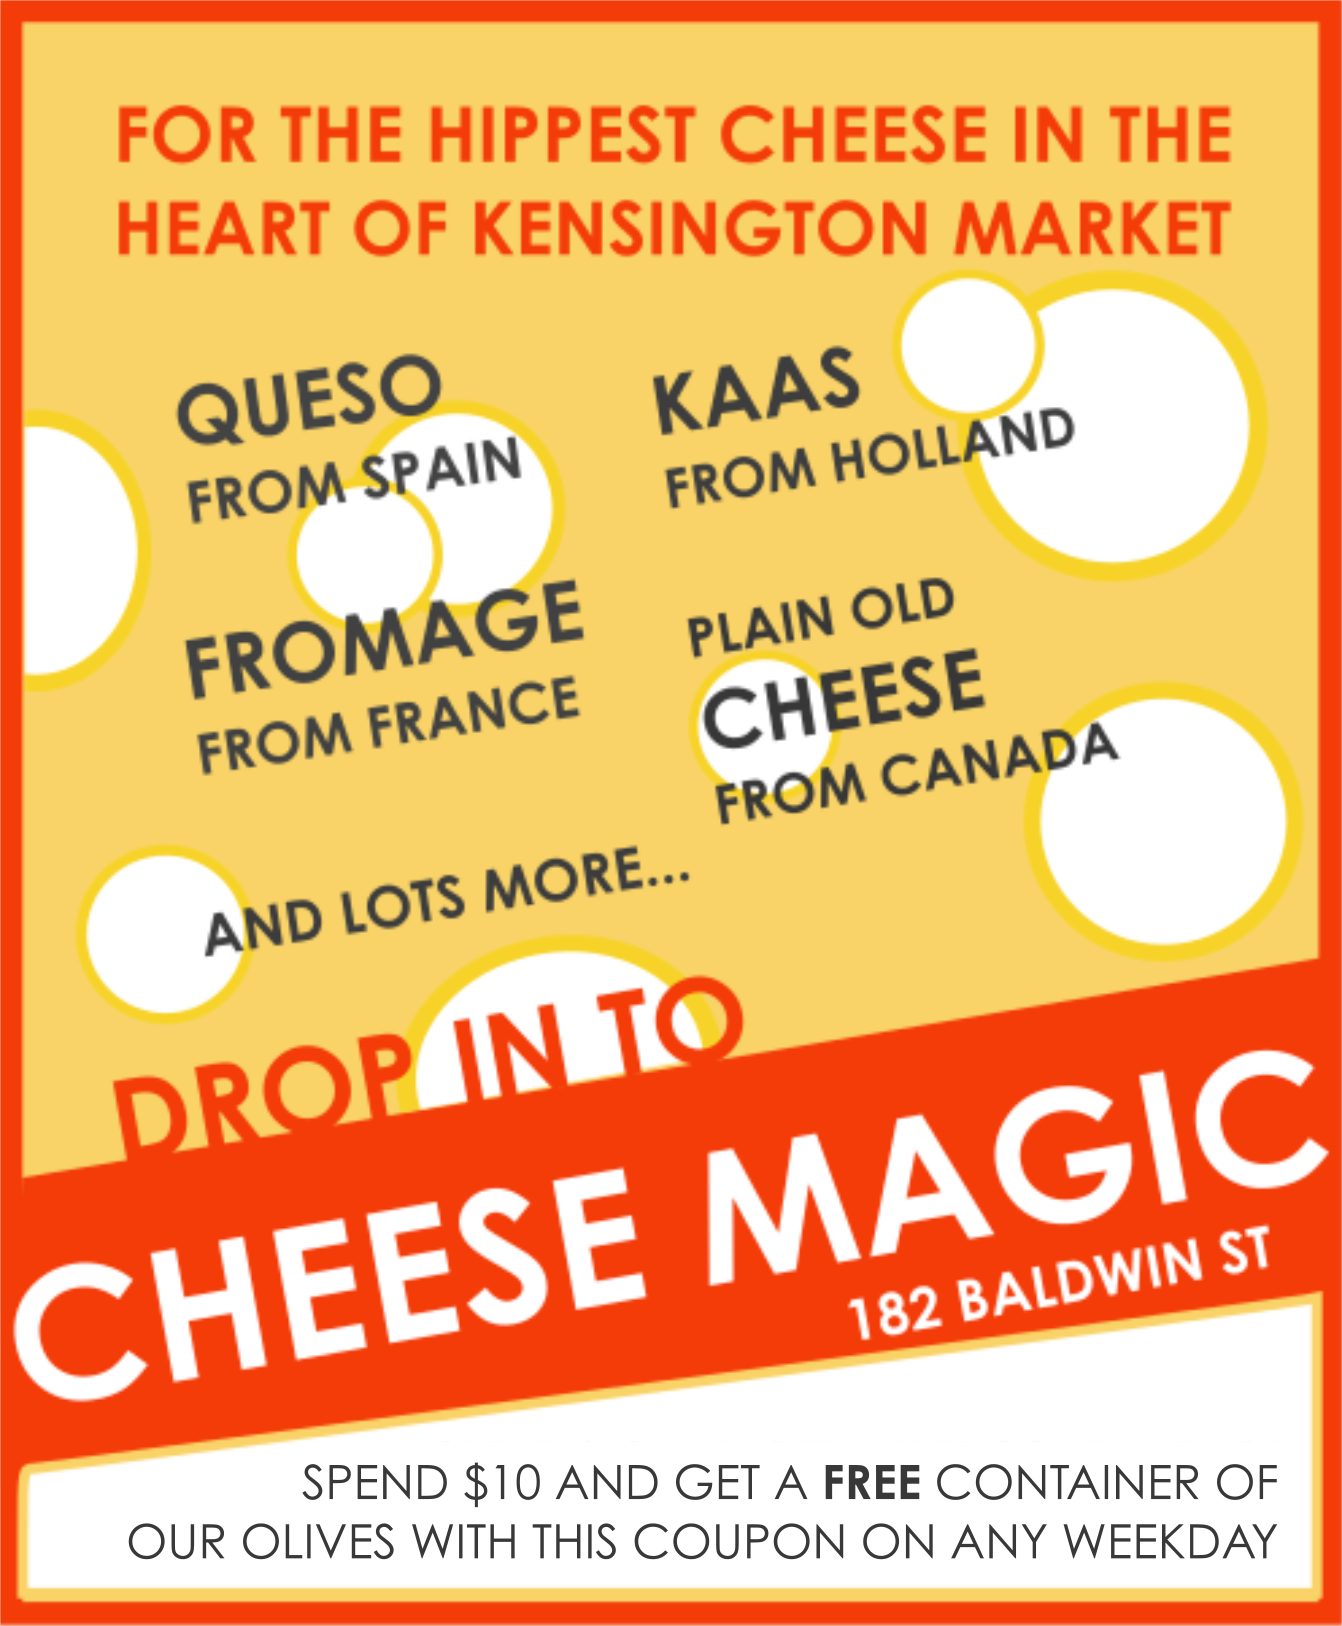 FOR THE HIPPEST CHEESE IN THE
HEART OF KENSINGTON MARKET
QUESO
FROM SPAIN
KAAS
FROM HOLLAND
FROMAGE
FROM FRANCE
PLAIN OLD
CHEESE
FROM CANADA
AND LOTS MORE...
DROP IN TO
CHEESE MAGIC
182 BALDWIN ST
SPEND $10 AND GET A FREE CONTAINER OF
OUR OLIVES WITH THIS COUPON ON ANY WEEKDAY